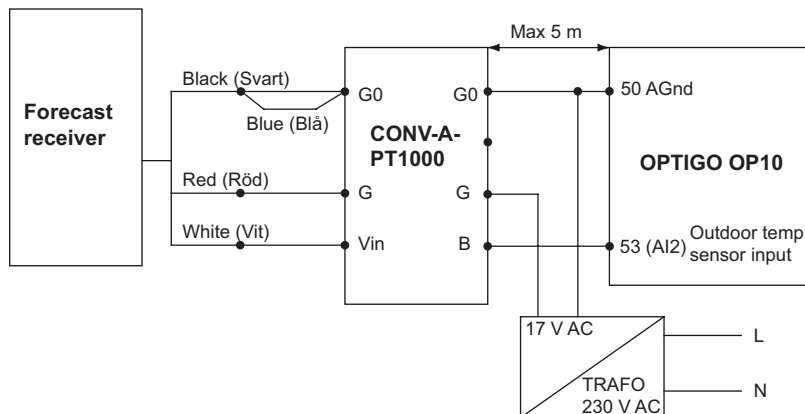 Max 5 m
Forecast
receiver
Black (Svart)
Blue (Blå)
Red (Röd)
White (Vit)
G0
G0
CONV-A-
PT1000
G
G
Vin
B
50 AGnd
OPTIGO OP10
53 (AI2)
Outdoor temp
sensor input
17 V AC
TRAFO
230 V AC
L
N